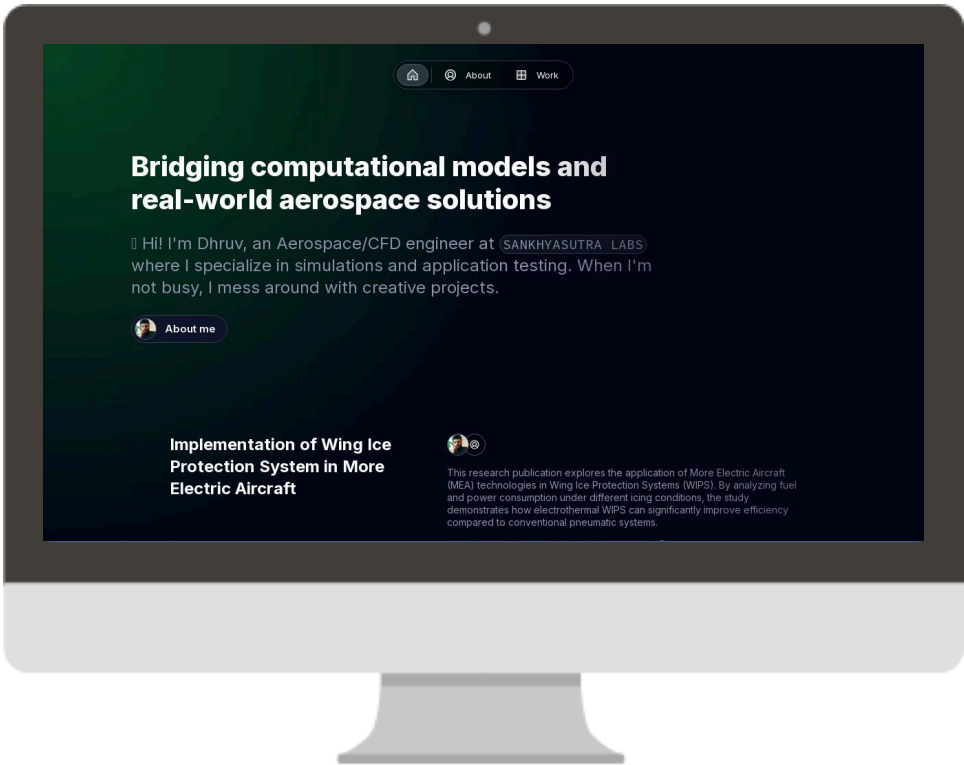 About
Work
Bridging computational models and
real-world aerospace solutions
Hi! I'm Dhruv, an Aerospace/CFD engineer at SANKHYASUTRA LABS
where I specialize in simulations and application testing. When I'm
not busy, I mess around with creative projects.
About me
Implementation of Wing Ice
Protection System in More
Electric Aircraft
This research publication explores the application of More Electric Aircraft
(MEA) technologies in Wing Ice Protection Systems (WIPS). By analyzing fuel
and power consumption under different icing conditions, the study
demonstrates how electrothermal WIPS can significantly improve efficiency
compared to conventional pneumatic systems.